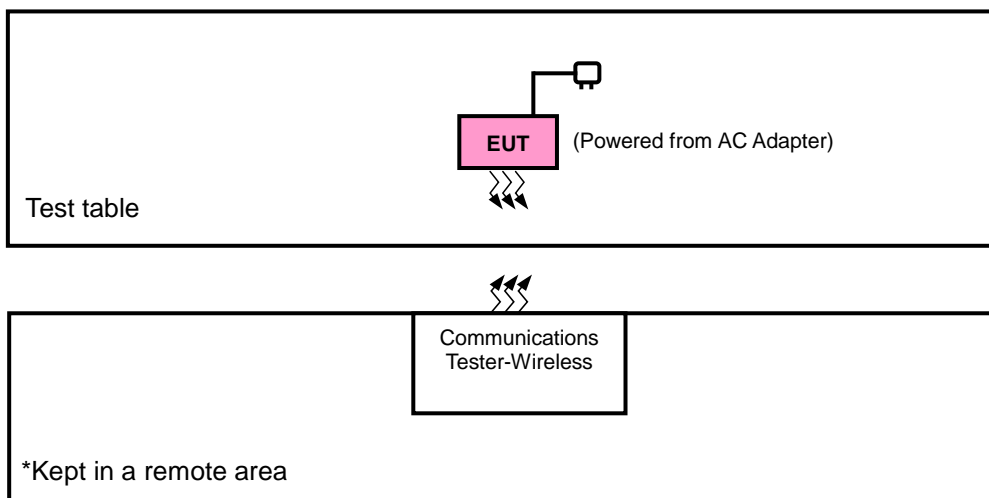 EUT
(Powered from AC Adapter)
Test table
Communications
Tester-Wireless
*Kept in a remote area